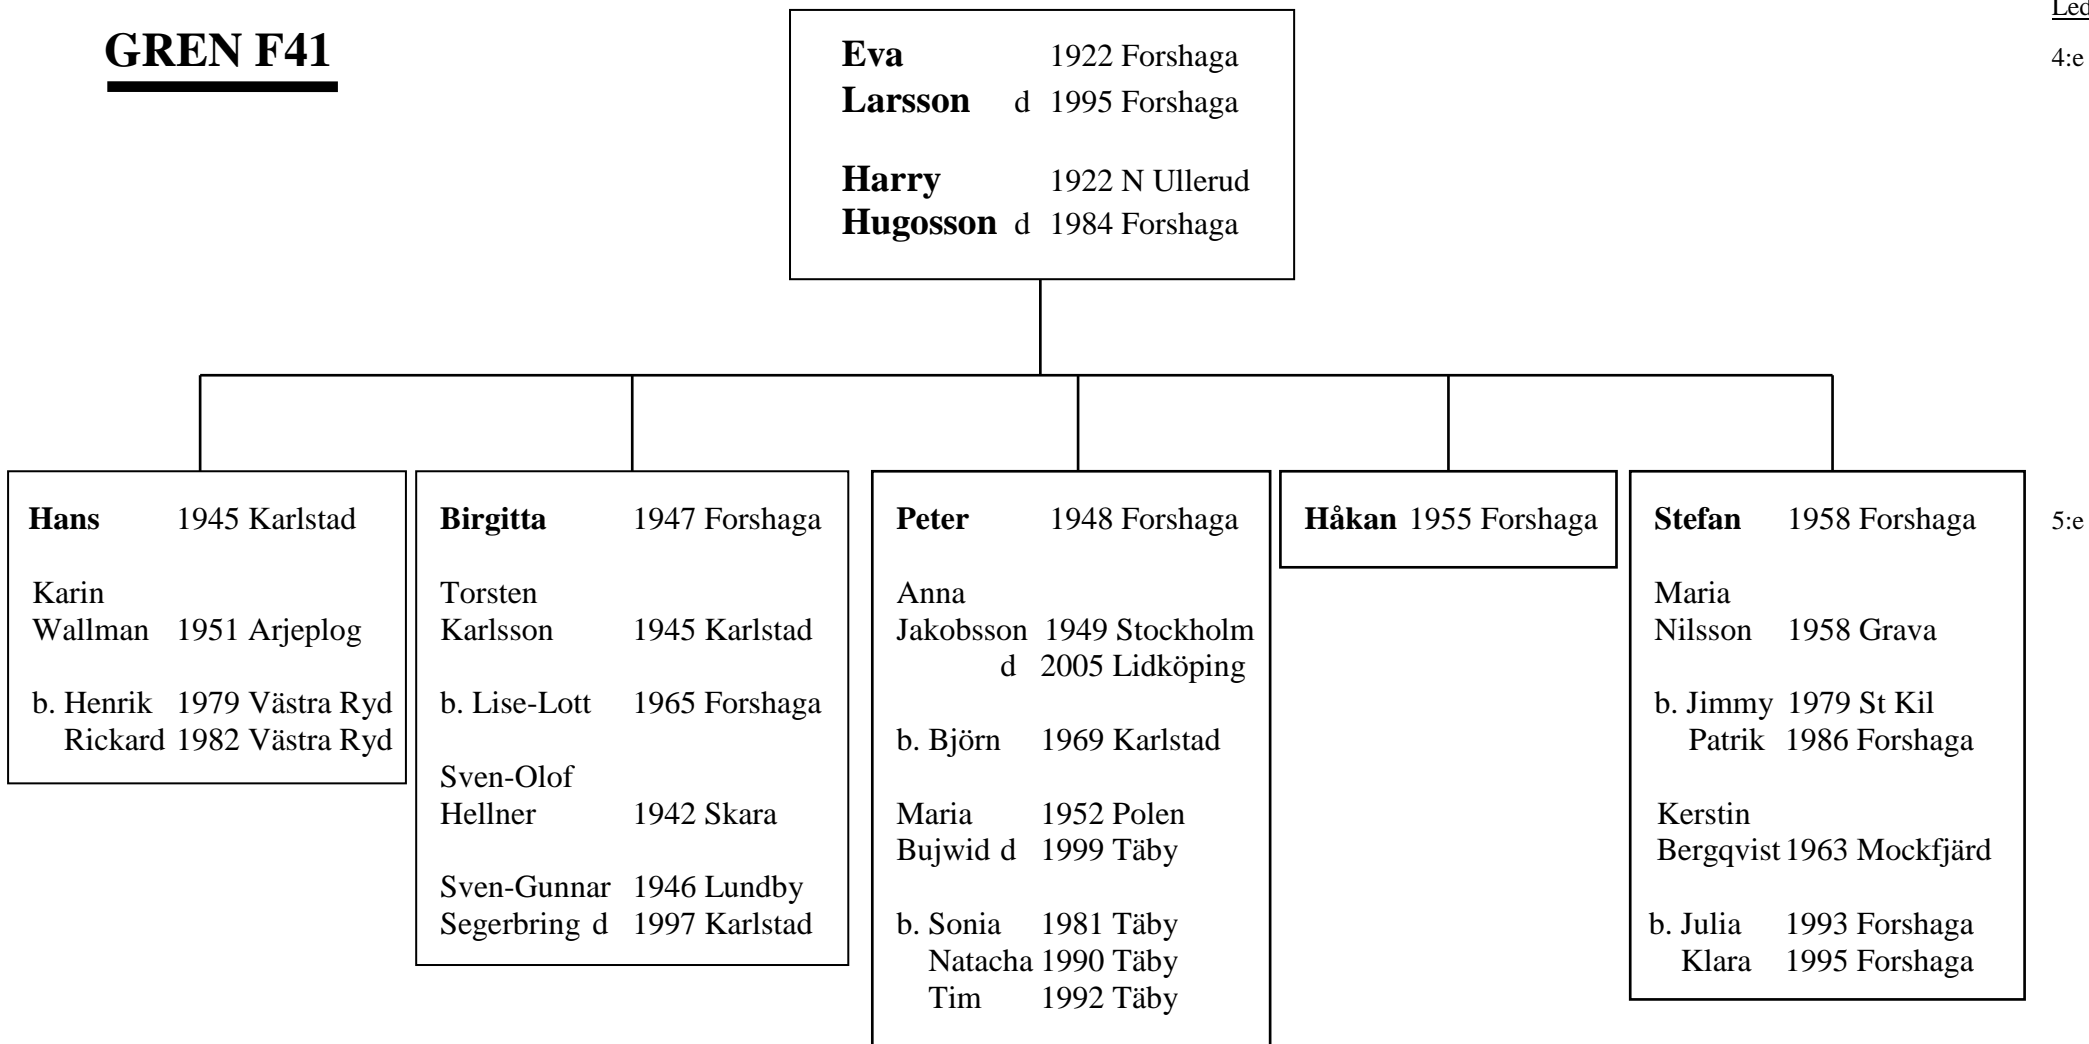 Led
GREN F41
4:e
Eva 1922 Forshaga
Larsson d 1995 Forshaga
Harry 1922 N Ullerud
Hugosson d 1984 Forshaga
Hans 1945 Karlstad
Karin
Wallman 1951 Arjeplog
b. Henrik 1979 Västra Ryd
Rickard 1982 Västra Ryd
Birgitta 1947 Forshaga
Torsten
Karlsson 1945 Karlstad
b. Lise-Lott 1965 Forshaga
Sven-Olof
Hellner 1942 Skara
Sven-Gunnar 1946 Lundby
Segerbring d 1997 Karlstad
Peter 1948 Forshaga
Anna
Jakobsson 1949 Stockholm
d 2005 Lidköping
b. Björn 1969 Karlstad
Maria 1952 Polen
Bujwid d 1999 Täby
b. Sonia 1981 Täby
Natacha 1990 Täby
Tim 1992 Täby
Håkan 1955 Forshaga
Stefan 1958 Forshaga
Maria
Nilsson 1958 Grava
b. Jimmy 1979 St Kil
Patrik 1986 Forshaga
Kerstin
Bergqvist 1963 Mockfjärd
b. Julia 1993 Forshaga
Klara 1995 Forshaga
5:e